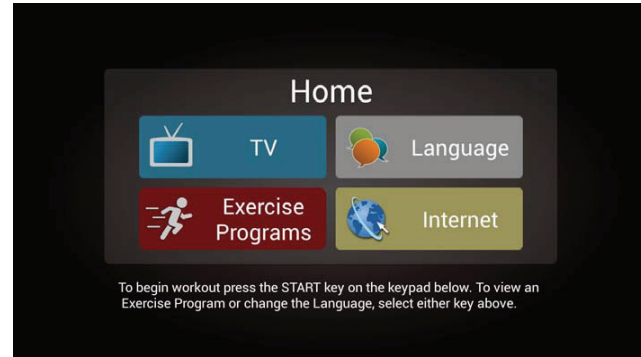 Home
TV
Language
Exercise
Programs
Internet
To begin workout press the START key on the keypad below. To view an
Exercise Program or change the Language, select either key above.